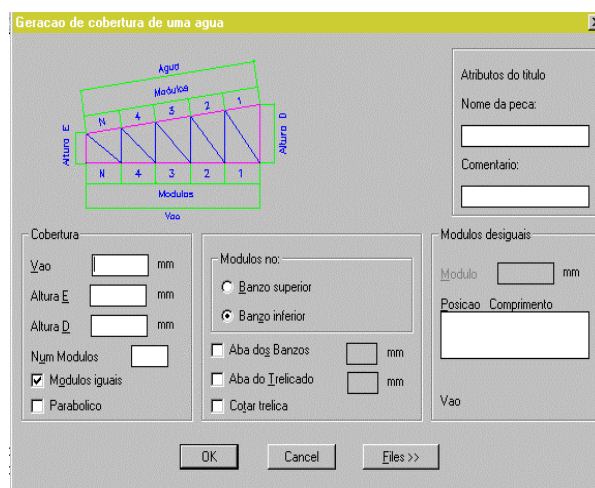 Geracao de cobertura de uma agua
Agua
Modulos
N 4 3 2 1
Altura E
Altura D
N 4 3 2 1
Modulos
Vao
Atributos do titulo
Nome da peca:
Comentario:
Cobertura
Vao mm
Altura E mm
Altura D mm
Num Modulos
Modulos iguais
Parabolico
Modulos no:
Banzo superior
Banzo inferior
Aba dos Banzos mm
Aba do Trelicado mm
Cotar trelica
Modulos desiguais
Modulo mm
Posicao Comprimento
Vao
OK Cancel Files >>